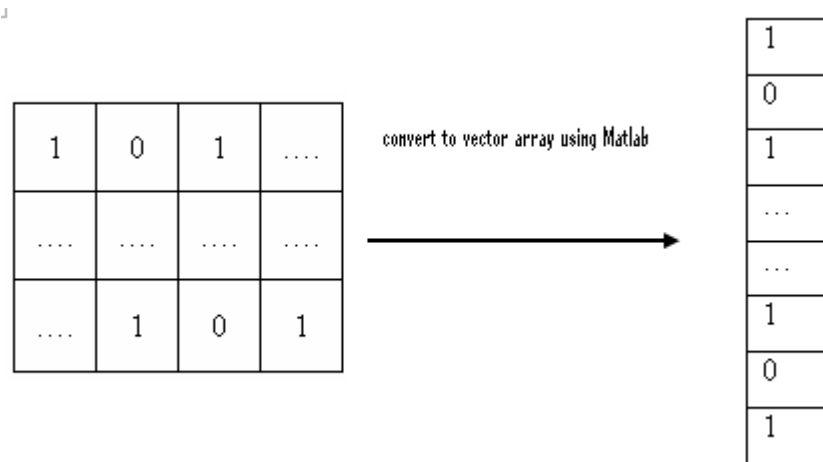 1 0 1 ....
.... .... .... ....
.... 1 0 1
convert to vector array using Matlab
1
0
1
...
...
1
0
1